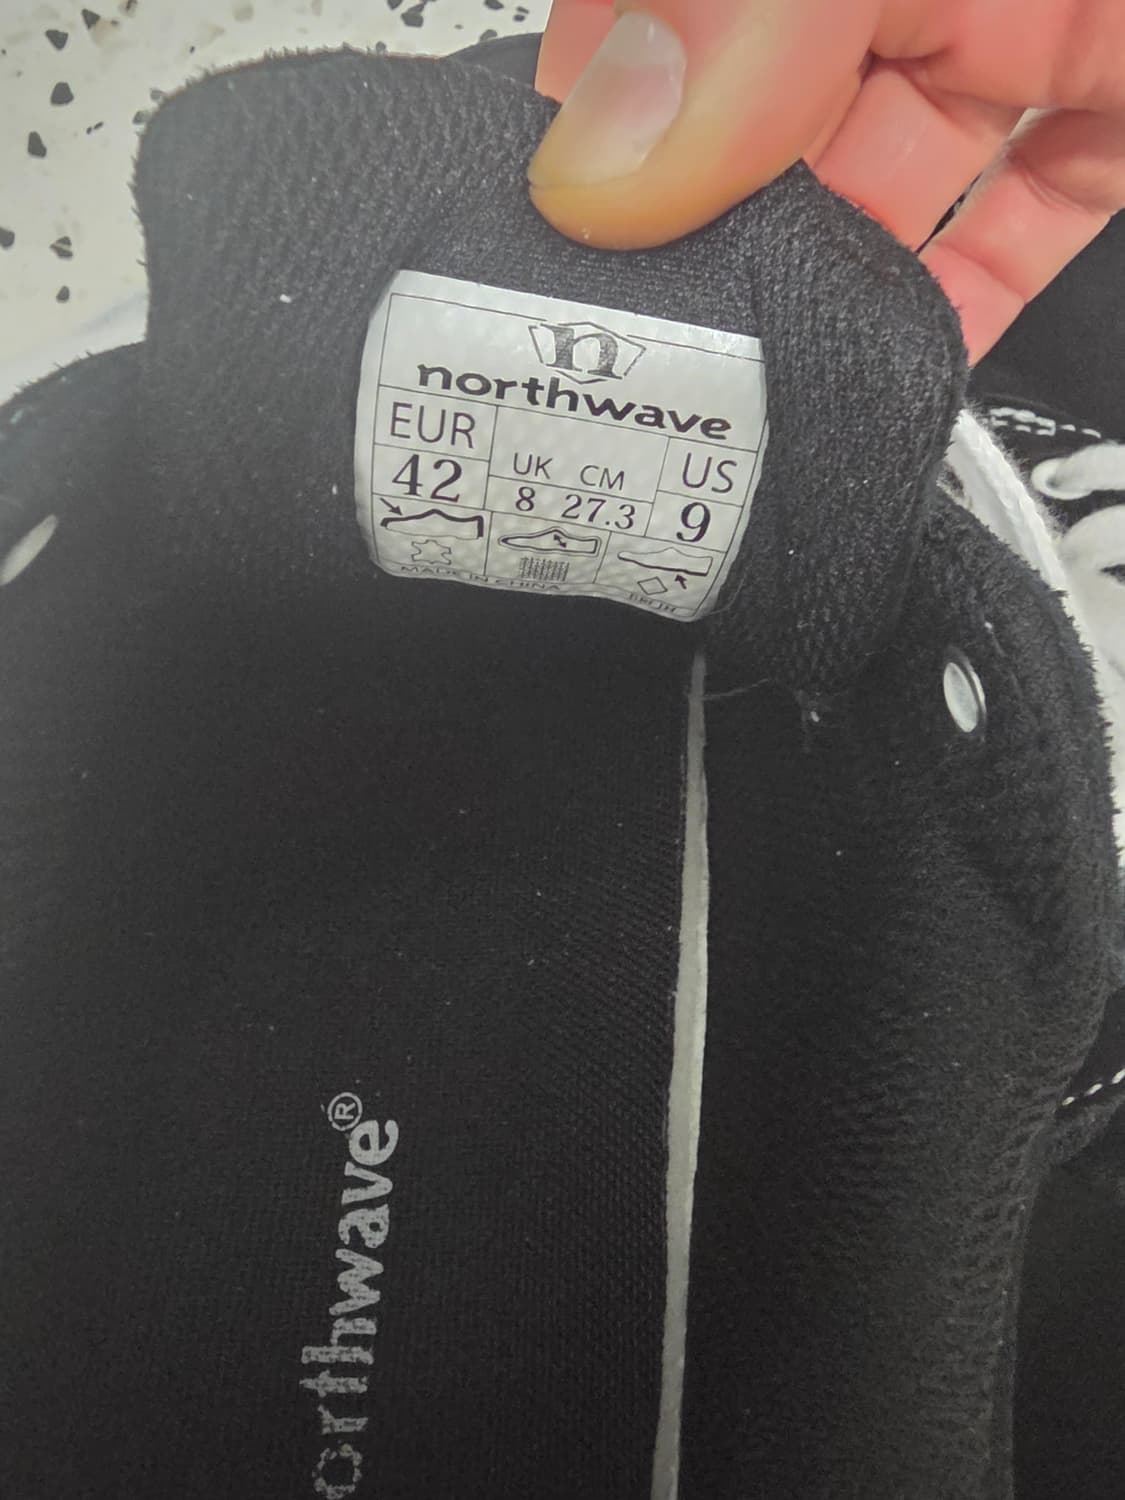 n
northwave
EUR
42
UK CM
8 27.3
US
9
MADE IN CHINA
northwave®